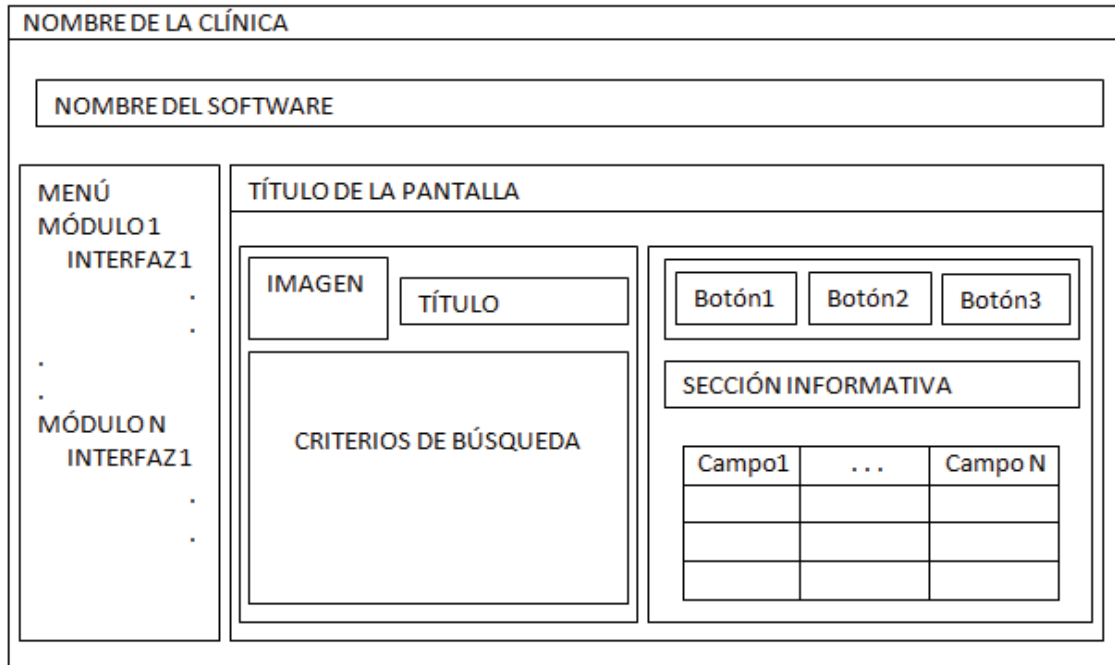 NOMBRE DE LA CLÍNICA
NOMBRE DEL SOFTWARE
MENÚ
MÓDULO 1
INTERFAZ 1
.
.
.
.
MÓDULO N
INTERFAZ 1
.
.
TÍTULO DE LA PANTALLA
IMAGEN
TÍTULO
CRITERIOS DE BÚSQUEDA
Botón1 Botón2 Botón3
SECCIÓN INFORMATIVA
Campo1 ... Campo N